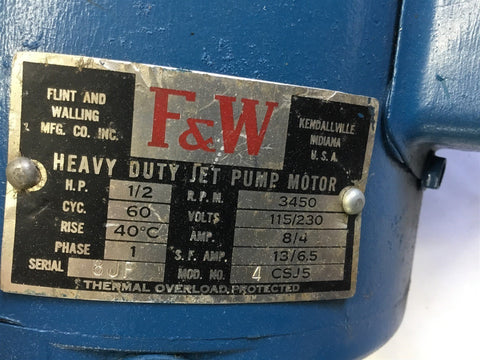 FLINT AND
WALLING
MFG. CO. INC.
F&W
KENDALLVILLE
INDIANA
U. S. A.
HEAVY DUTY JET PUMP MOTOR
H.P. 1/2 R.P.M. 3450
CYC. 60 VOLTS 115/230
RISE 40°C AMP. 8/4
PHASE 1 S.F. AMP. 13/6.5
SERIAL MOD. NO. 4 CSJ5
THERMAL OVERLOAD PROTECTED